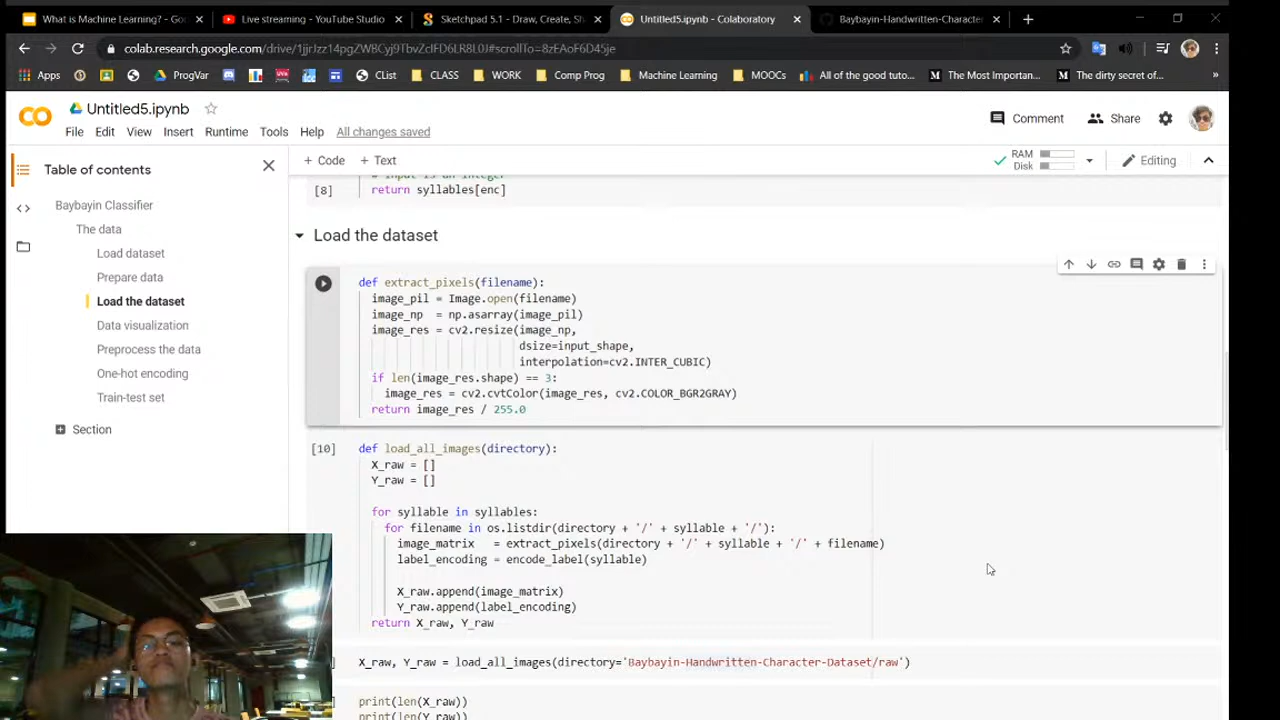 What is Machine Learning? - Goo
Live streaming - YouTube Studio
Sketchpad 5.1 - Draw, Create, Sh
Untitled5.ipynb - Colaboratory
Baybayin-Handwritten-Character
colab.research.google.com
Apps
ProgVar
CList
CLASS
WORK
Comp Prog
Machine Learning
MOOCs
All of the good tuto...
The Most Importan...
The dirty secret of...
Untitled5.ipynb
Comment
Share
File
Edit
View
Insert
Runtime
Tools
Help
All changes saved
Table of contents
Baybayin Classifier
The data
Load dataset
Prepare data
Load the dataset
Data visualization
Preprocess the data
One-hot encoding
Train-test set
Section
+ Code
+ Text
RAM
Disk
Editing
# Input is an integer
[8]
return syllables[enc]
Load the dataset
def extract_pixels(filename):
image_pil = Image.open(filename)
image_np = np.asarray(image_pil)
image_res = cv2.resize(image_np,
dsize=input_shape,
interpolation=cv2.INTER_CUBIC)
if len(image_res.shape) == 3:
image_res = cv2.cvtColor(image_res, cv2.COLOR_BGR2GRAY)
return image_res / 255.0
[10]
def load_all_images(directory):
X_raw = []
Y_raw = []
for syllable in syllables:
for filename in os.listdir(directory + '/' + syllable + '/'):
image_matrix = extract_pixels(directory + '/' + syllable + '/' + filename)
label_encoding = encode_label(syllable)
X_raw.append(image_matrix)
Y_raw.append(label_encoding)
return X_raw, Y_raw
X_raw, Y_raw = load_all_images(directory='Baybayin-Handwritten-Character-Dataset/raw')
print(len(X_raw))
print(len(Y_raw))